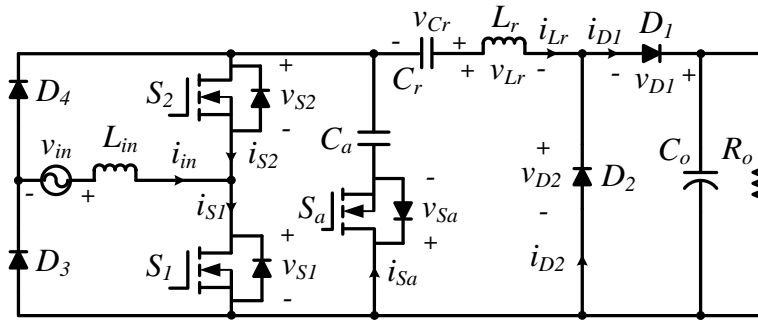 v_Cr L_r i_Lr i_D1 D_1
- + + - -
C_r v_Lr v_D1 +
D_4 S_2 + v_S2 -
v_in L_in i_in i_S2 C_a
- + i_S1
+ v_D2 - D_2 C_o R_o
S_a - v_Sa +
D_3 S_1 + v_S1 -
i_Sa i_D2